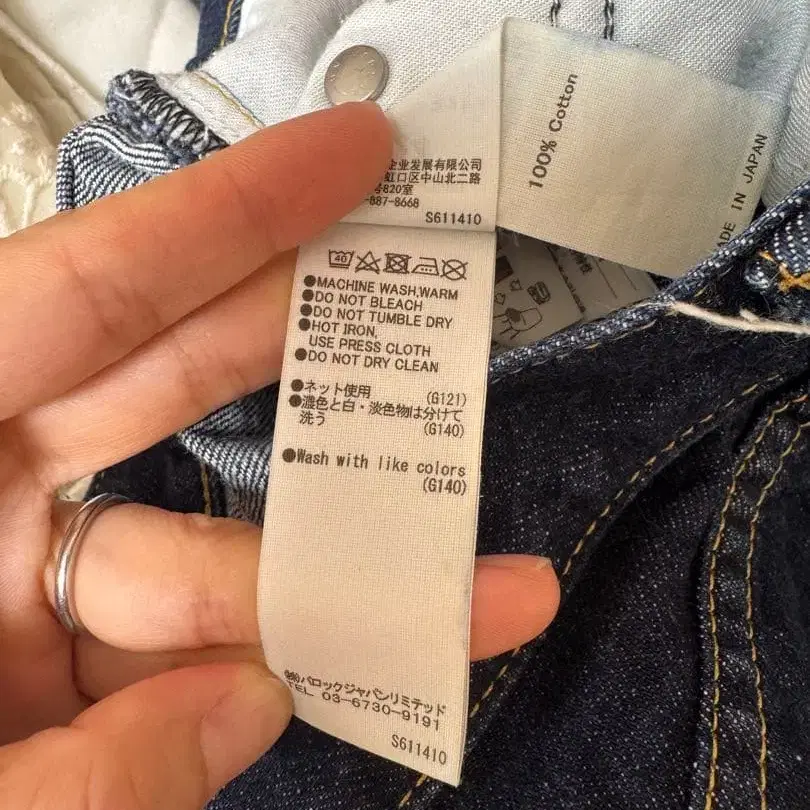 企业发展有限公司
虹口区中山北二路
号820室
-887-8668
S611410
100% Cotton
MADE IN JAPAN
40
●MACHINE WASH,WARM
●DO NOT BLEACH
●DO NOT TUMBLE DRY
●HOT IRON,
USE PRESS CLOTH
●DO NOT DRY CLEAN
●ネット使用 (G121)
●濃色と白・淡色物は分けて
洗う (G140)
●Wash with like colors
(G140)
㈱バロックジャパンリミテッド
TEL 03-6730-9191
S611410